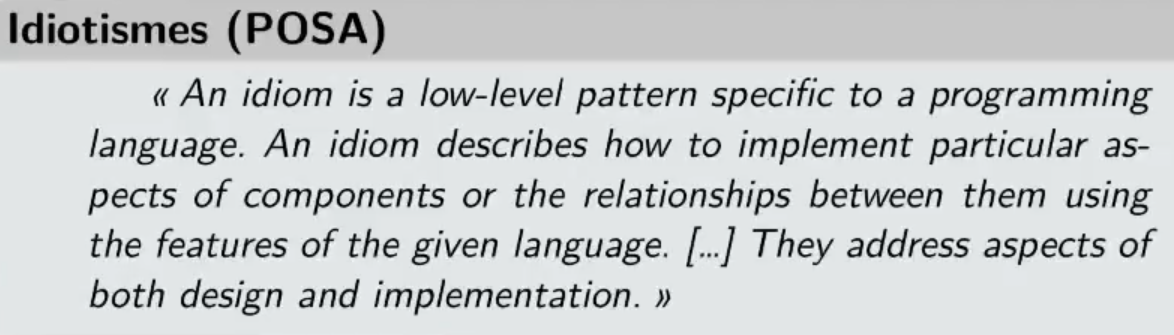 Idiotismes (POSA)
« An idiom is a low-level pattern specific to a programming
language. An idiom describes how to implement particular as-
pects of components or the relationships between them using
the features of the given language. [...] They address aspects of
both design and implementation. »